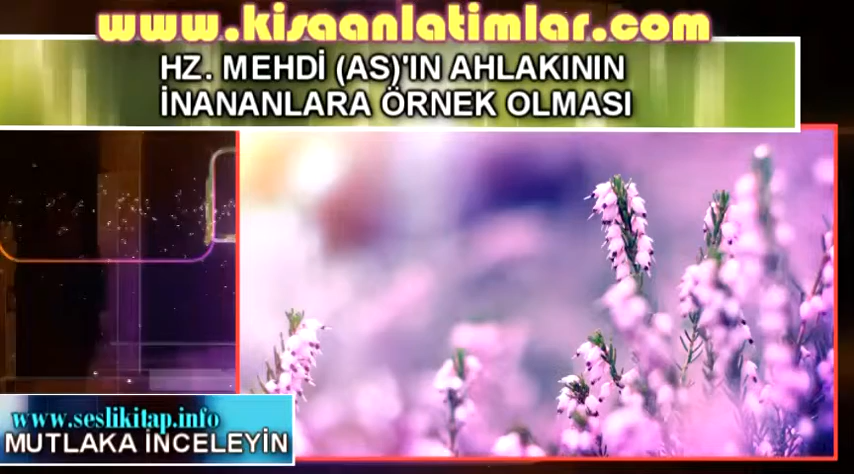 www.kisaanlatimlar.com
HZ. MEHDİ (AS)'IN AHLAKININ
İNANANLARA ÖRNEK OLMASI
www.seslikitap.info
MUTLAKA İNCELEYİN